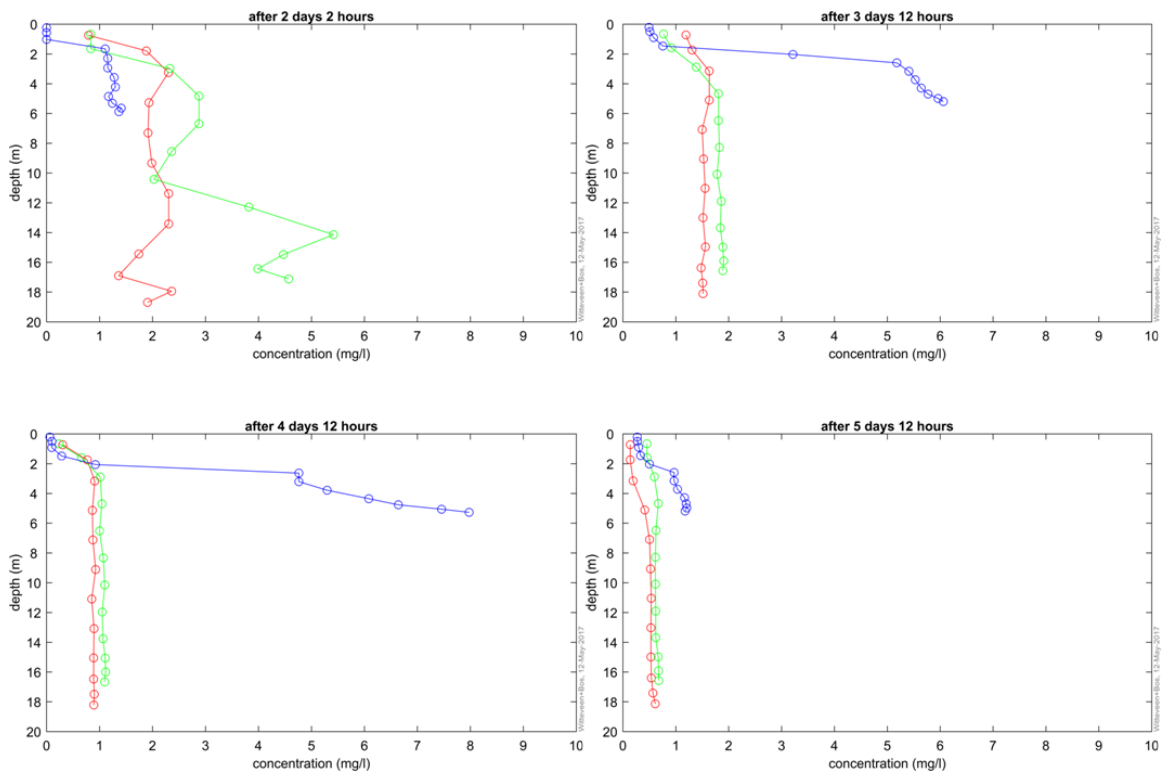 after 2 days 2 hours
0
2
4
6
8
10
12
14
16
18
20
depth (m)
0 1 2 3 4 5 6 7 8 9 10
concentration (mg/l)
Witteveen+Bos, 12-May-2017
after 3 days 12 hours
0
2
4
6
8
10
12
14
16
18
20
depth (m)
0 1 2 3 4 5 6 7 8 9 10
concentration (mg/l)
Witteveen+Bos, 12-May-2017
after 4 days 12 hours
0
2
4
6
8
10
12
14
16
18
20
depth (m)
0 1 2 3 4 5 6 7 8 9 10
concentration (mg/l)
Witteveen+Bos, 12-May-2017
after 5 days 12 hours
0
2
4
6
8
10
12
14
16
18
20
depth (m)
0 1 2 3 4 5 6 7 8 9 10
concentration (mg/l)
Witteveen+Bos, 12-May-2017